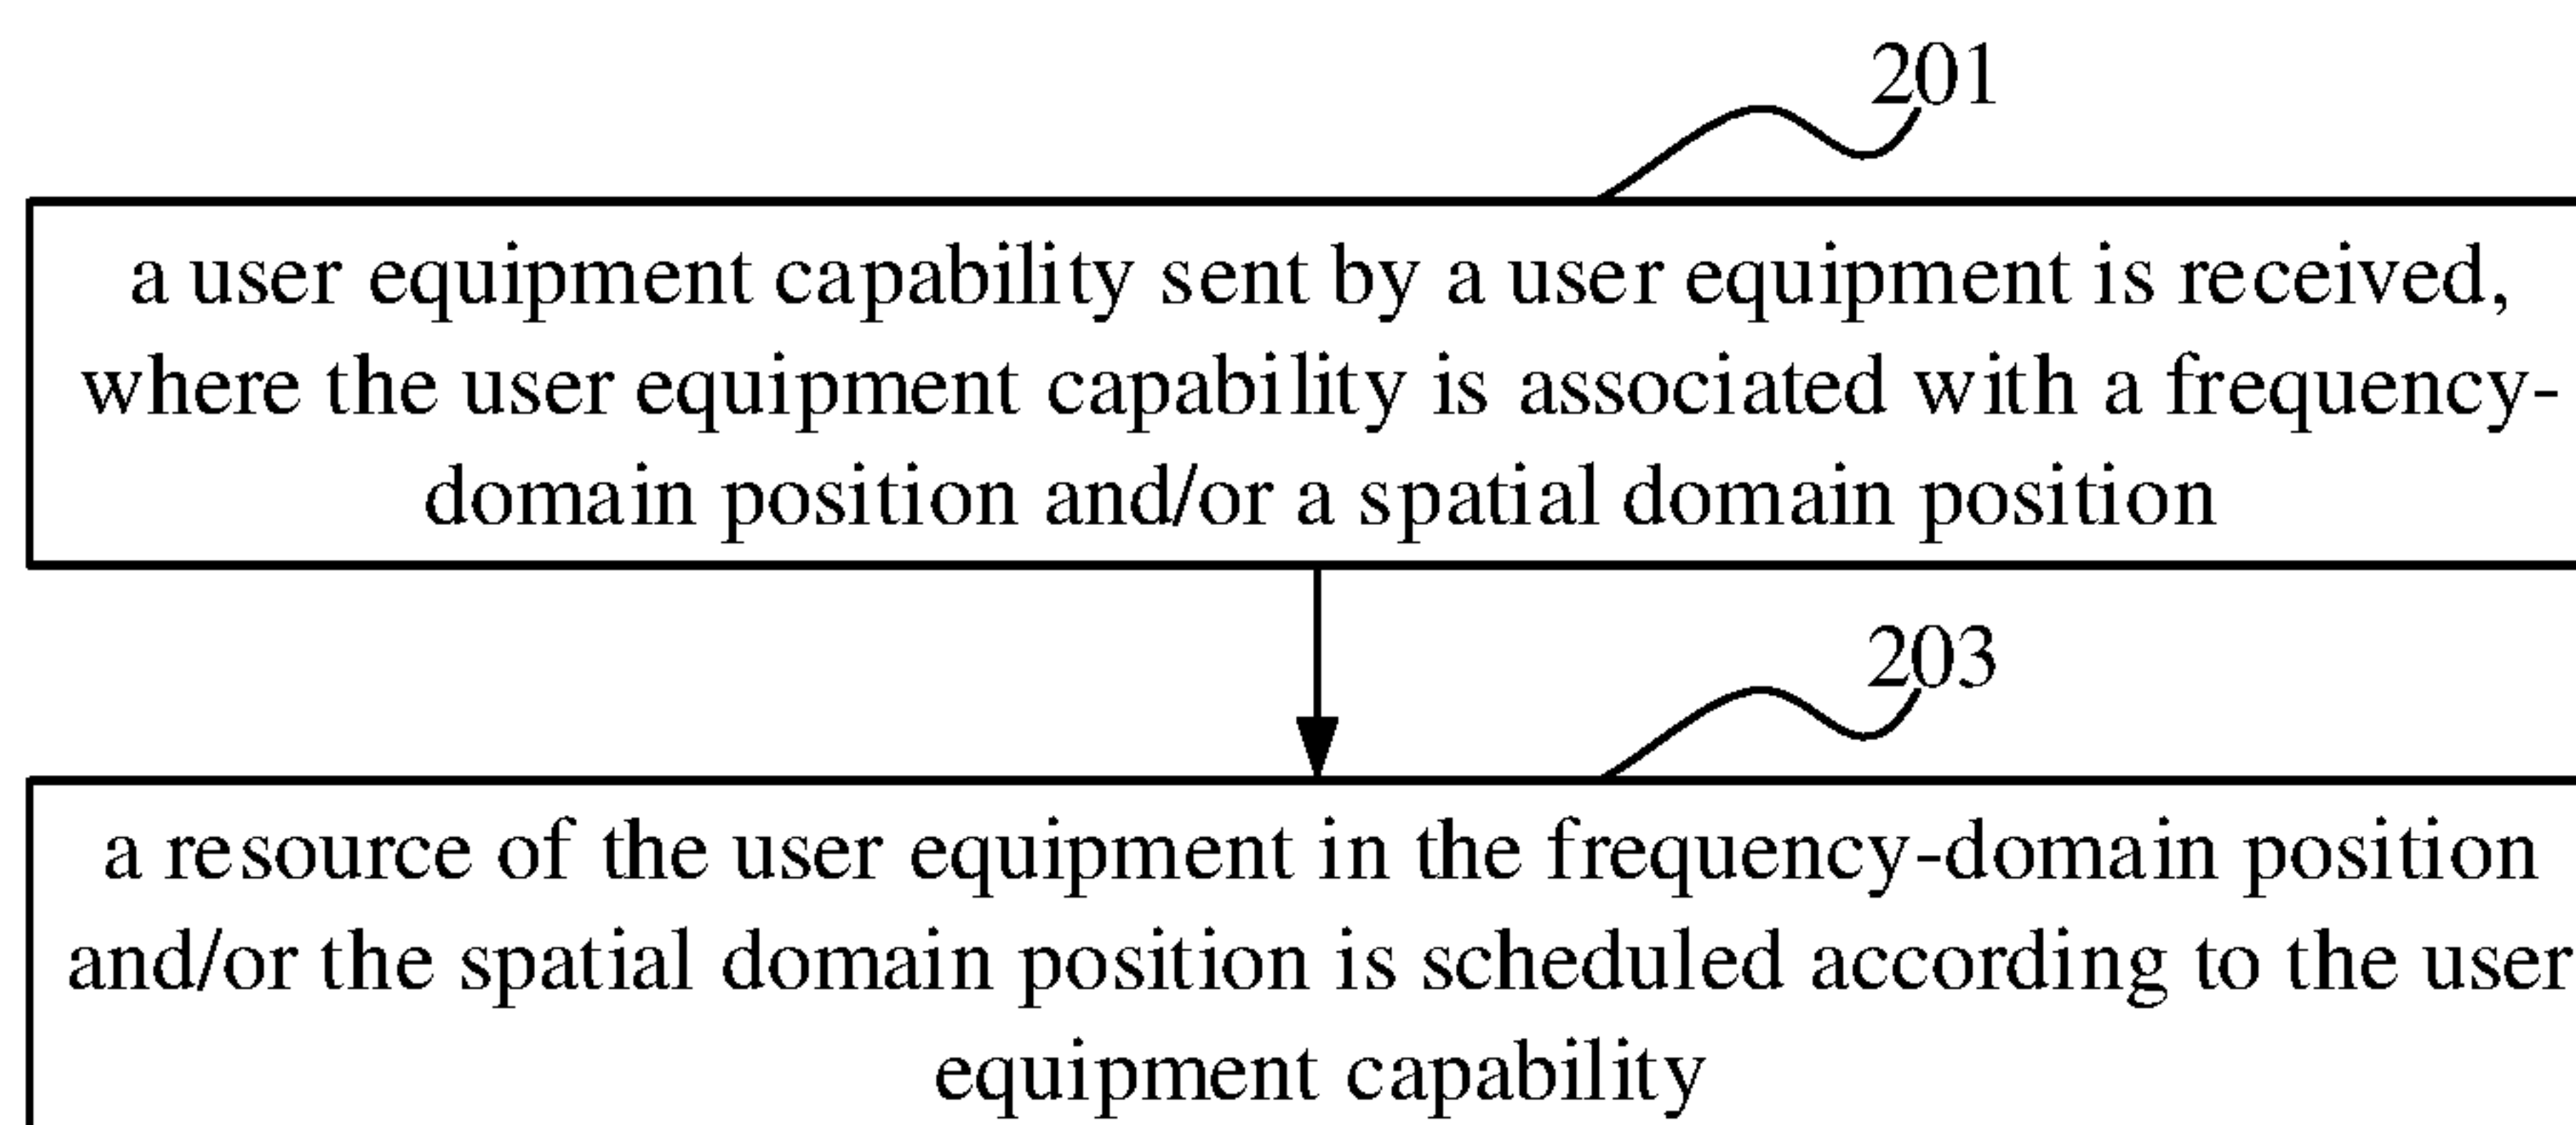 201
a user equipment capability sent by a user equipment is received,
where the user equipment capability is associated with a frequency-
domain position and/or a spatial domain position
203
a resource of the user equipment in the frequency-domain position
and/or the spatial domain position is scheduled according to the user
equipment capability